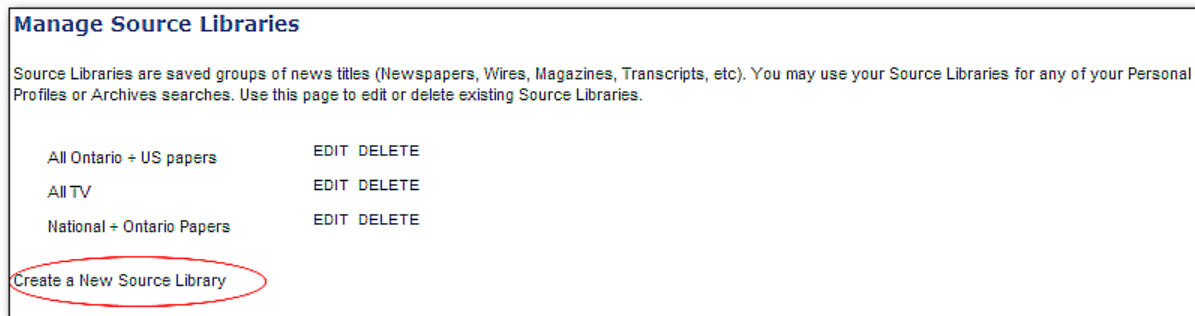 Manage Source Libraries
Source Libraries are saved groups of news titles (Newspapers, Wires, Magazines, Transcripts, etc). You may use your Source Libraries for any of your Personal
Profiles or Archives searches. Use this page to edit or delete existing Source Libraries.
All Ontario + US papers EDIT DELETE
All TV EDIT DELETE
National + Ontario Papers EDIT DELETE
Create a New Source Library